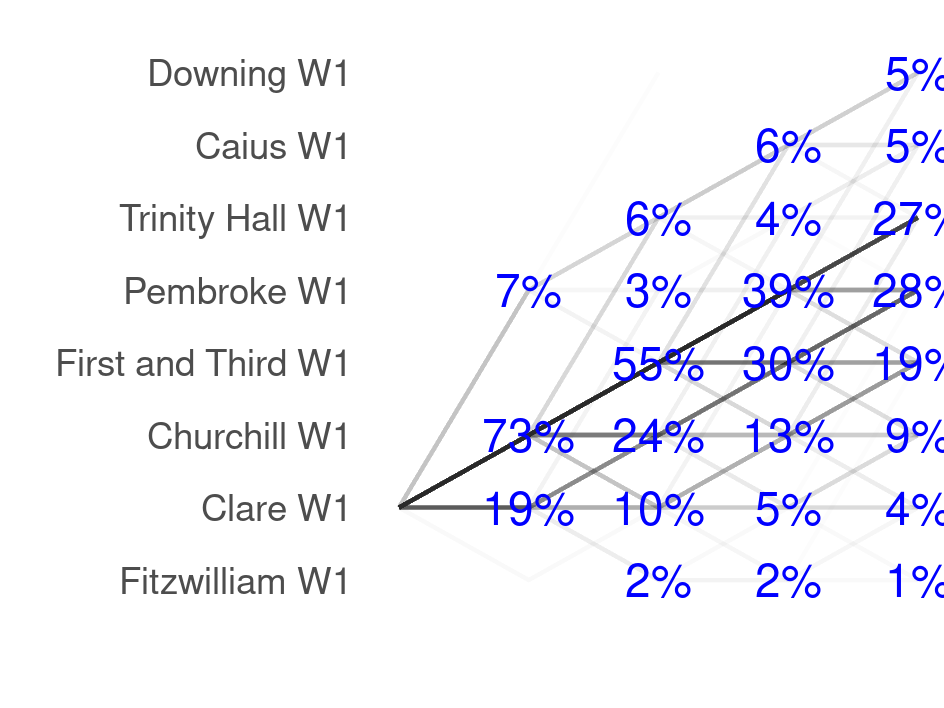 Downing W1 5%
Caius W1 6% 5%
Trinity Hall W1 6% 4% 27%
Pembroke W1 7% 3% 39% 28%
First and Third W1 55% 30% 19%
Churchill W1 73% 24% 13% 9%
Clare W1 19% 10% 5% 4%
Fitzwilliam W1 2% 2% 1%